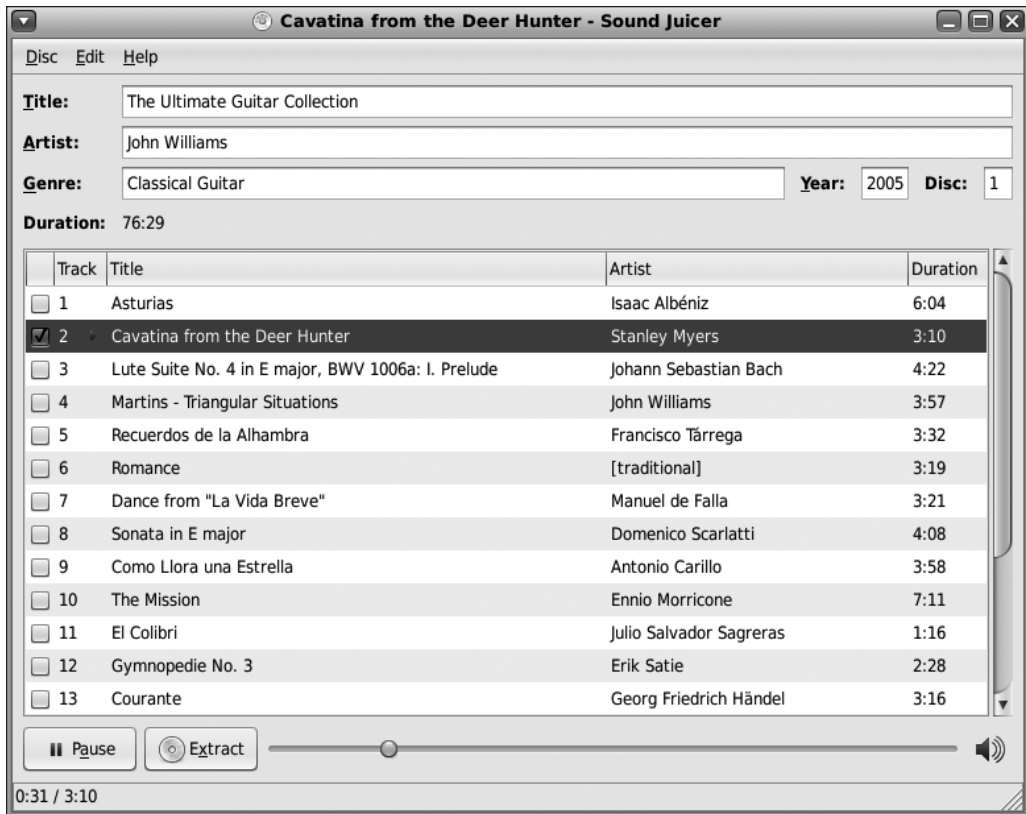 Cavatina from the Deer Hunter - Sound Juicer
Disc Edit Help
Title: The Ultimate Guitar Collection
Artist: John Williams
Genre: Classical Guitar Year: 2005 Disc: 1
Duration: 76:29
Track Title Artist Duration
1 Asturias Isaac Albéniz 6:04
2 Cavatina from the Deer Hunter Stanley Myers 3:10
3 Lute Suite No. 4 in E major, BWV 1006a: I. Prelude Johann Sebastian Bach 4:22
4 Martins - Triangular Situations John Williams 3:57
5 Recuerdos de la Alhambra Francisco Tárrega 3:32
6 Romance [traditional] 3:19
7 Dance from "La Vida Breve" Manuel de Falla 3:21
8 Sonata in E major Domenico Scarlatti 4:08
9 Como Llora una Estrella Antonio Carillo 3:58
10 The Mission Ennio Morricone 7:11
11 El Colibri Julio Salvador Sagreras 1:16
12 Gymnopedie No. 3 Erik Satie 2:28
13 Courante Georg Friedrich Händel 3:16
Pause Extract
0:31 / 3:10